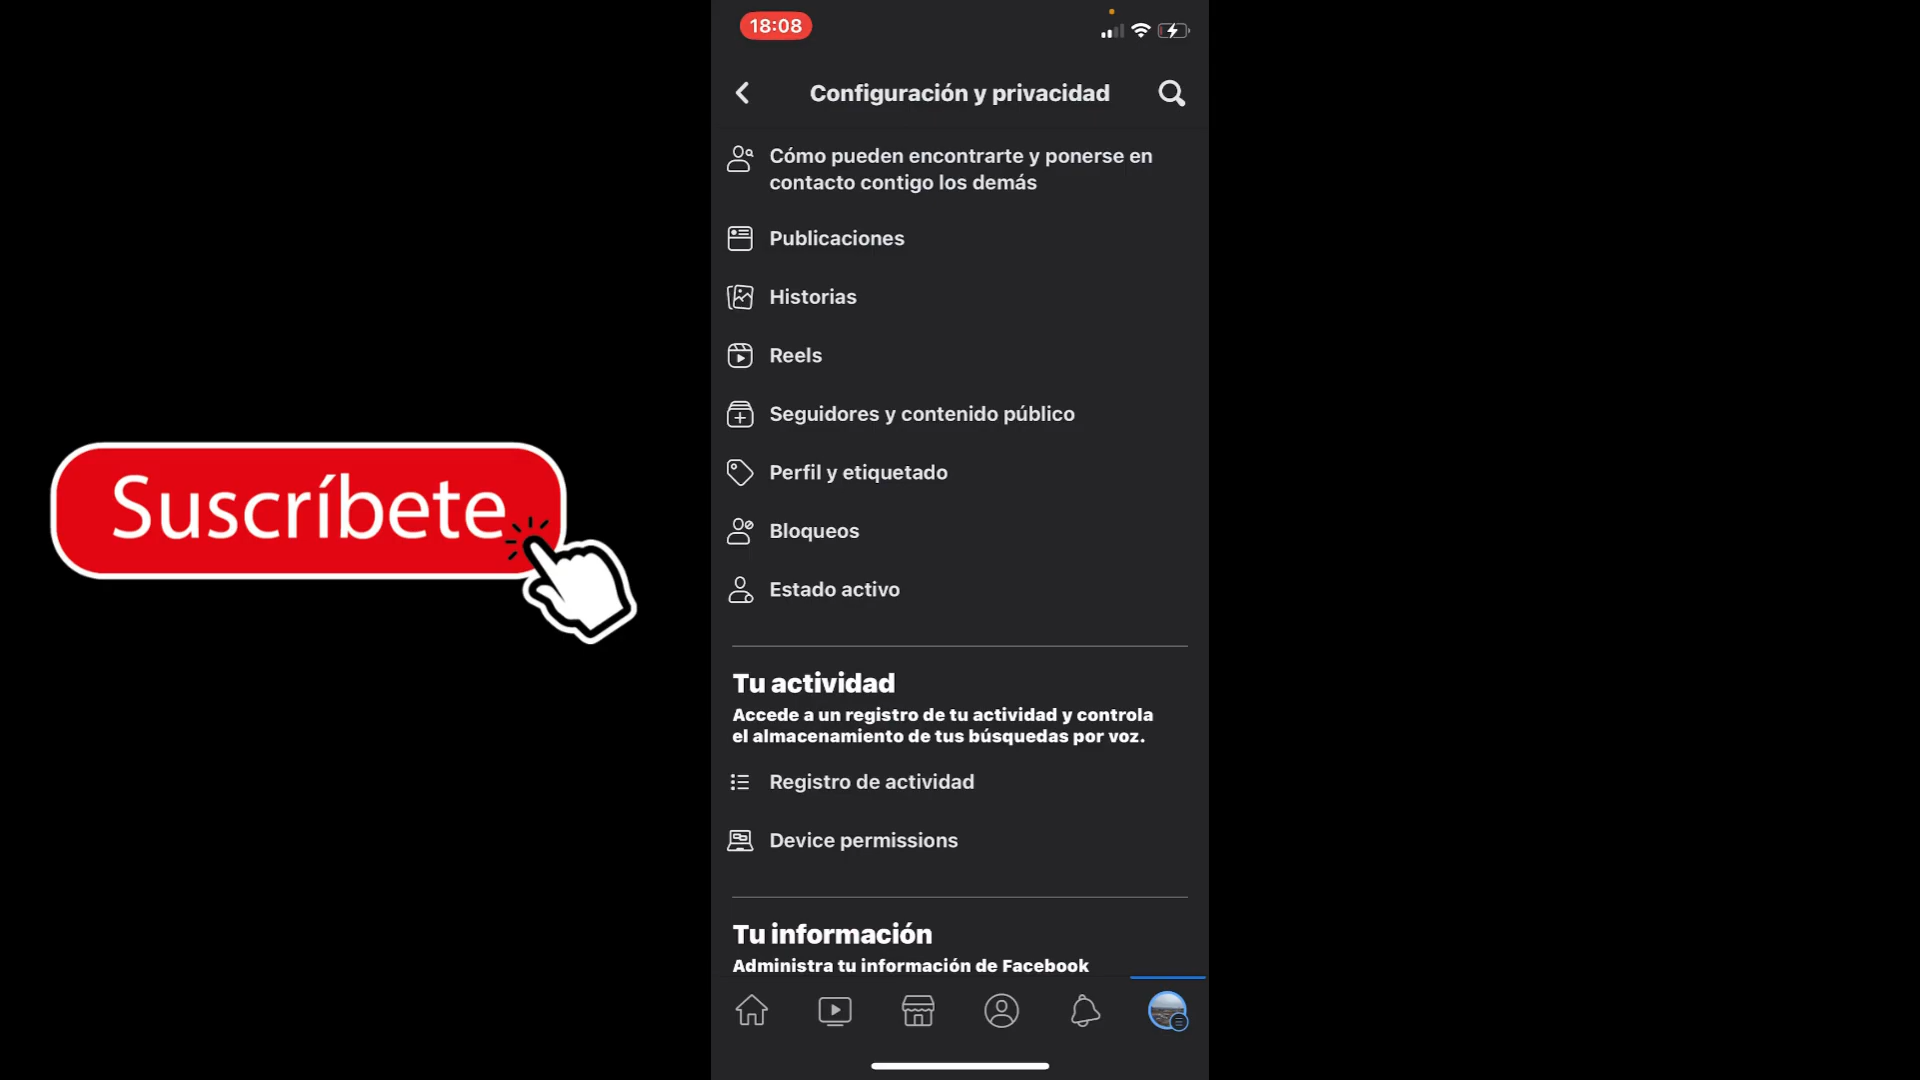 18:08
Configuración y privacidad
Cómo pueden encontrarte y ponerse en
contacto contigo los demás
Publicaciones
Historias
Reels
Seguidores y contenido público
Perfil y etiquetado
Bloqueos
Estado activo
Suscríbete
Tu actividad
Accede a un registro de tu actividad y controla
el almacenamiento de tus búsquedas por voz.
Registro de actividad
Device permissions
Tu información
Administra tu información de Facebook